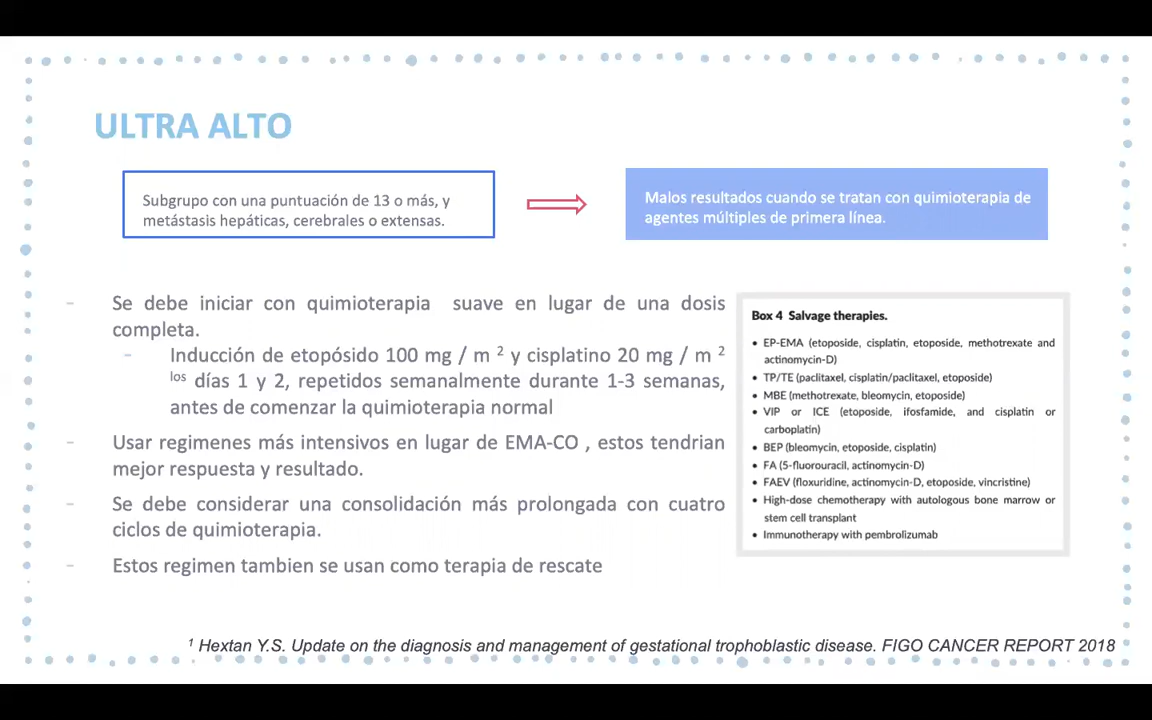 ULTRA ALTO
Subgrupo con una puntuación de 13 o más, y
metástasis hepáticas, cerebrales o extensas.
Malos resultados cuando se tratan con quimioterapia de
agentes múltiples de primera línea.
- Se debe iniciar con quimioterapia suave en lugar de una dosis
completa.
- Inducción de etopósido 100 mg / m ² y cisplatino 20 mg / m ²
los días 1 y 2, repetidos semanalmente durante 1-3 semanas,
antes de comenzar la quimioterapia normal
- Usar regimenes más intensivos en lugar de EMA-CO , estos tendrian
mejor respuesta y resultado.
- Se debe considerar una consolidación más prolongada con cuatro
ciclos de quimioterapia.
- Estos regimen tambien se usan como terapia de rescate
Box 4 Salvage therapies.
• EP-EMA (etoposide, cisplatin, etoposide, methotrexate and
actinomycin-D)
• TP/TE (paclitaxel, cisplatin/paclitaxel, etoposide)
• MBE (methotrexate, bleomycin, etoposide)
• VIP or ICE (etoposide, ifosfamide, and cisplatin or
carboplatin)
• BEP (bleomycin, etoposide, cisplatin)
• FA (5-fluorouracil, actinomycin-D)
• FAEV (floxuridine, actinomycin-D, etoposide, vincristine)
• High-dose chemotherapy with autologous bone marrow or
stem cell transplant
• Immunotherapy with pembrolizumab
¹ Hextan Y.S. Update on the diagnosis and management of gestational trophoblastic disease. FIGO CANCER REPORT 2018